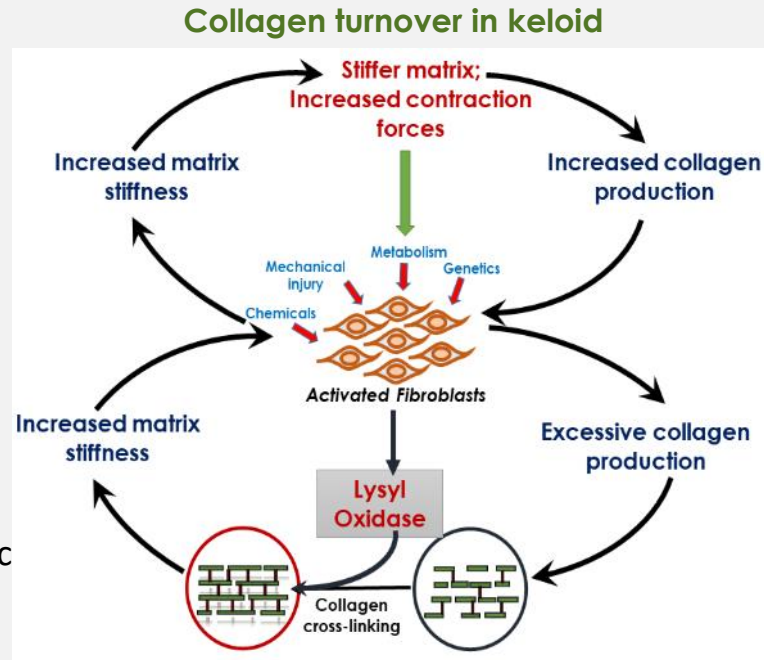 Collagen turnover in keloid
Stiffer matrix;
Increased contraction
forces
Increased matrix
stiffness
Increased collagen
production
Metabolism
Mechanical
injury
Genetics
Chemicals
Activated Fibroblasts
Increased matrix
stiffness
Excessive collagen
production
Lysyl
Oxidase
c
Collagen
cross-linking